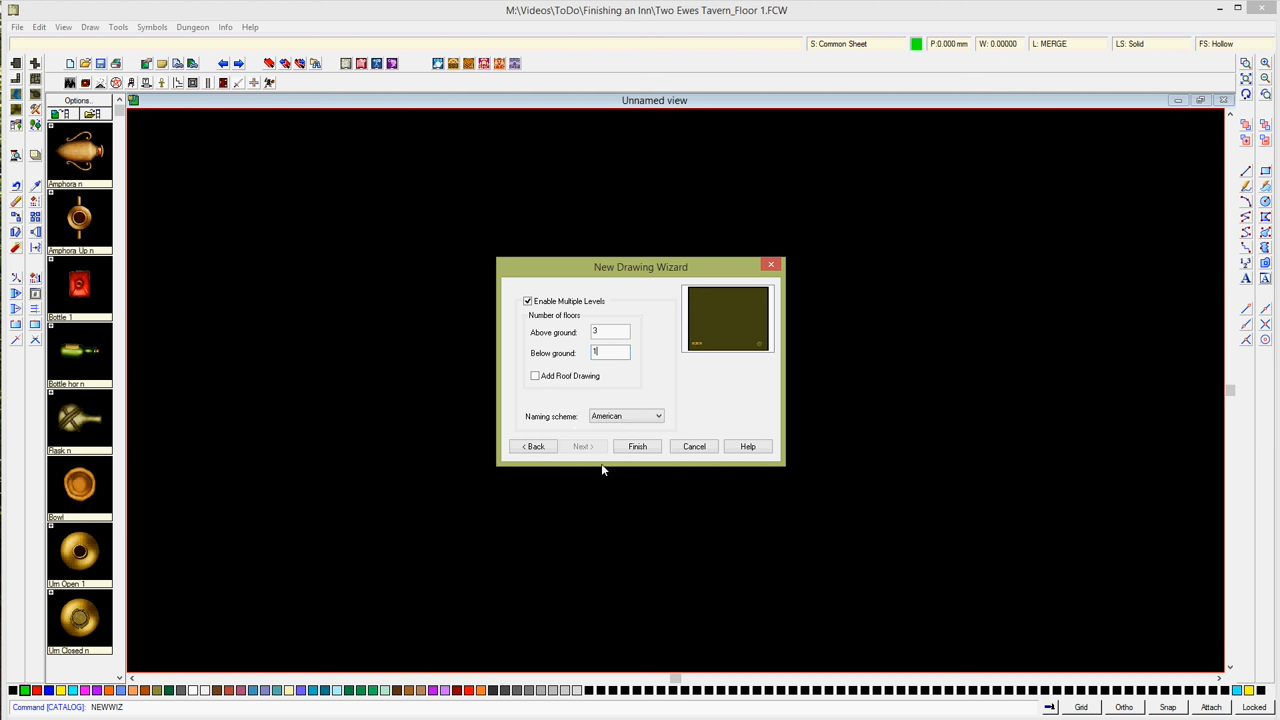 M:\Videos\ToDo\Finishing an Inn\Two Ewes Tavern_Floor 1.FCW
File Edit View Draw Tools Symbols Dungeon Info Help
S: Common Sheet P:0.000 mm W: 0.00000 L: MERGE LS: Solid FS: Hollow
Options.. Unnamed view
Amphora n
Amphora Up n
Bottle 1
Bottle hor n
Flask n
Bowl
Urn Open 1
Urn Closed n
New Drawing Wizard
Enable Multiple Levels
Number of floors
Above ground: 3
Below ground: 1
Add Roof Drawing
Naming scheme: American
< Back Next > Finish Cancel Help
Command [CATALOG]: NEWWIZ Grid Ortho Snap Attach Locked